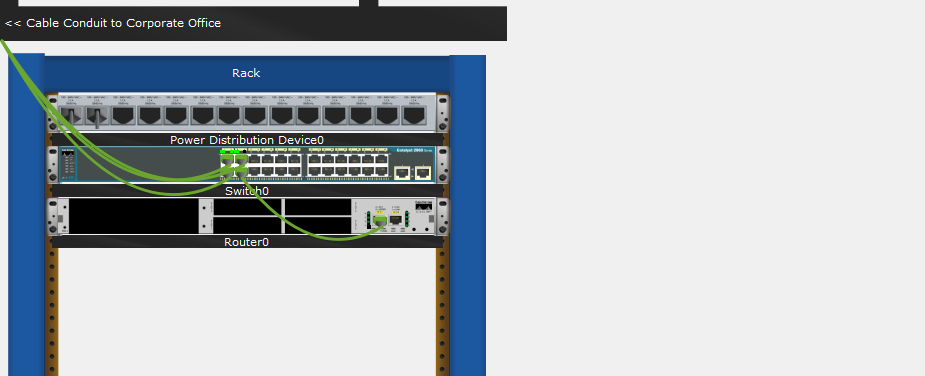 << Cable Conduit to Corporate Office
Rack
Power Distribution Device0
Catalyst 2960
Switch0
Router0